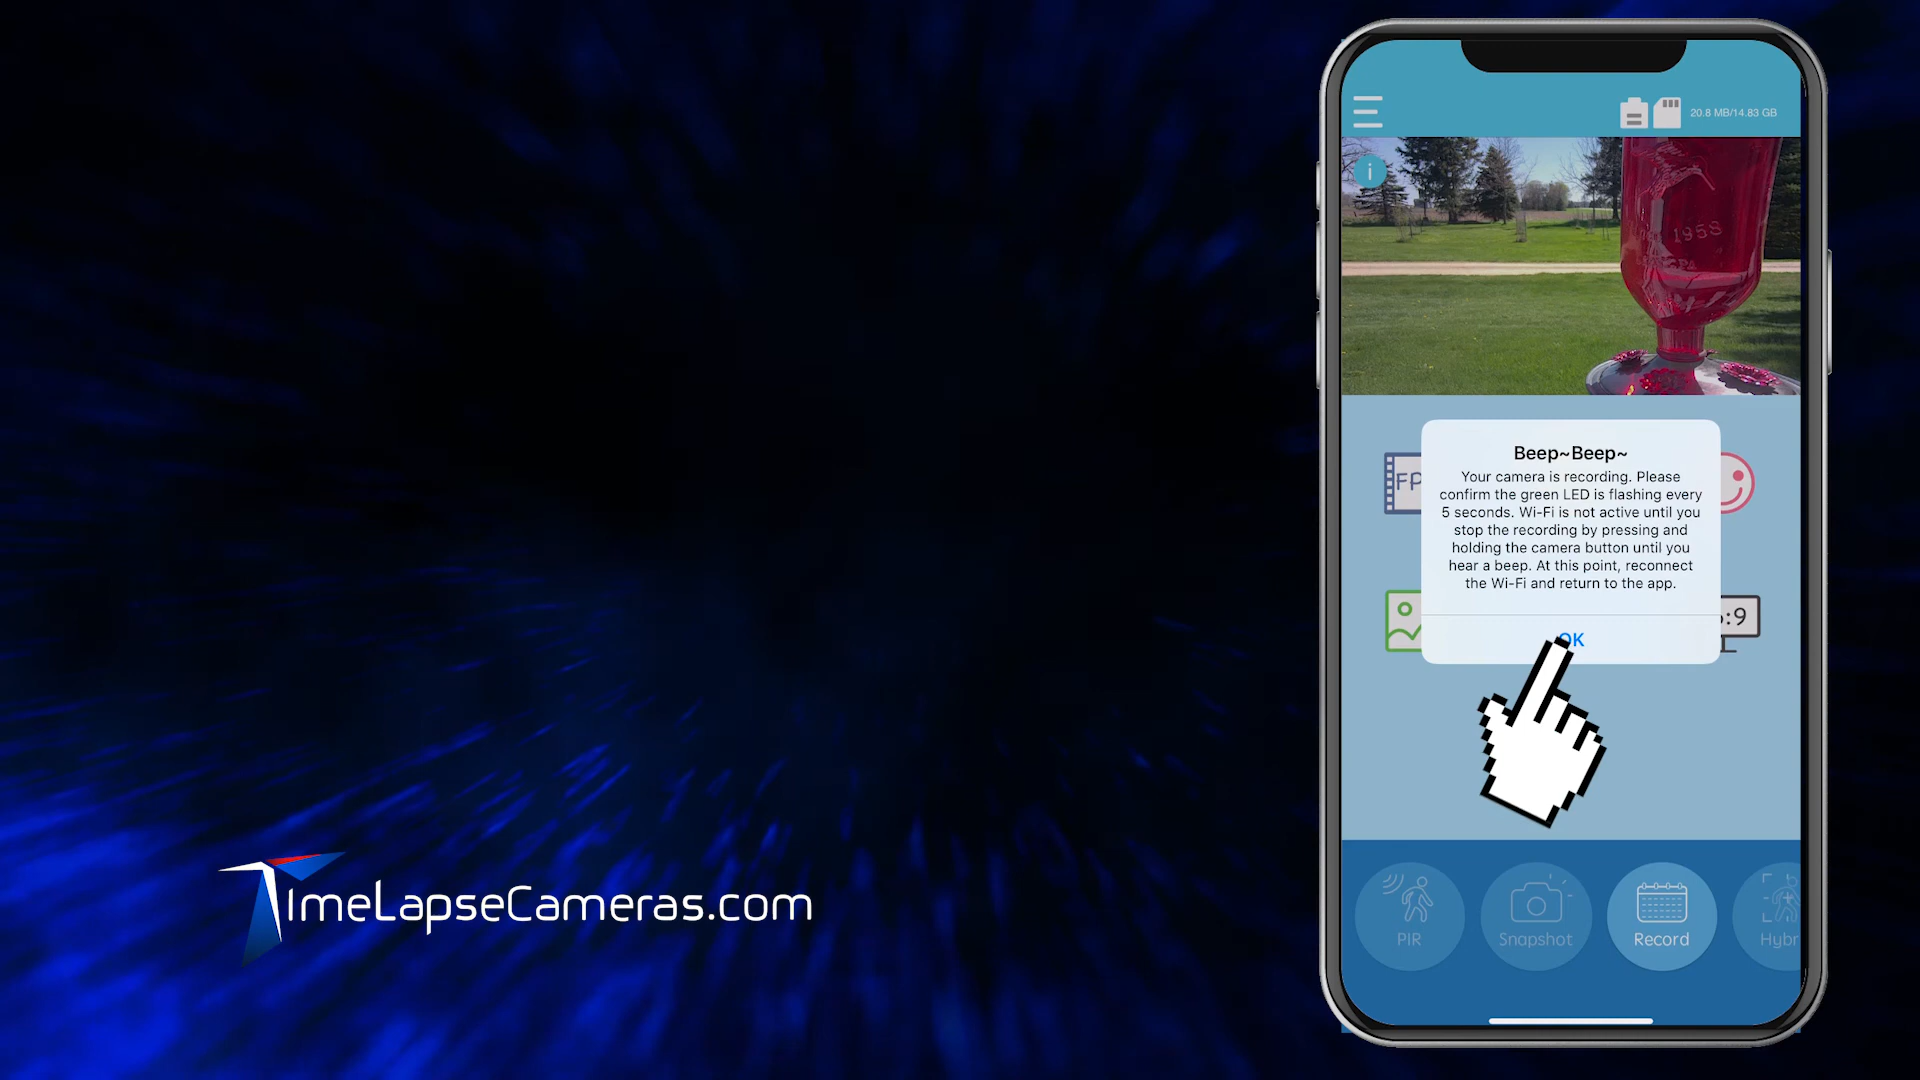 20.8 MB/14.83 GB
i
1958
FP
Beep~Beep~
Your camera is recording. Please
confirm the green LED is flashing every
5 seconds. Wi-Fi is not active until you
stop the recording by pressing and
holding the camera button until you
hear a beep. At this point, reconnect
the Wi-Fi and return to the app.
:9
OK
TImeLapseCameras.com
PIR
Snapshot
Record
Hybr